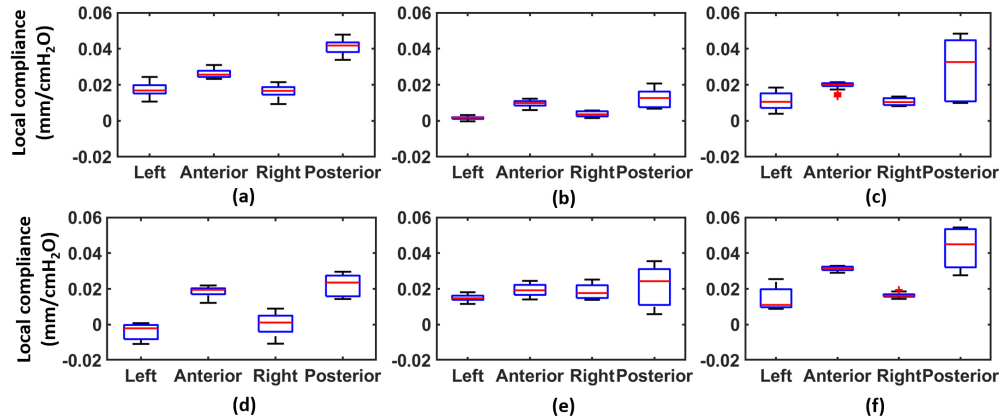 Local compliance
(mm/cmH2O)
0.06
0.04
0.02
0
-0.02
Left Anterior Right Posterior
(a)
0.06
0.04
0.02
0
-0.02
Left Anterior Right Posterior
(b)
0.06
0.04
0.02
0
-0.02
Left Anterior Right Posterior
(c)
Local compliance
(mm/cmH2O)
0.06
0.04
0.02
0
-0.02
Left Anterior Right Posterior
(d)
0.06
0.04
0.02
0
-0.02
Left Anterior Right Posterior
(e)
0.06
0.04
0.02
0
-0.02
Left Anterior Right Posterior
(f)